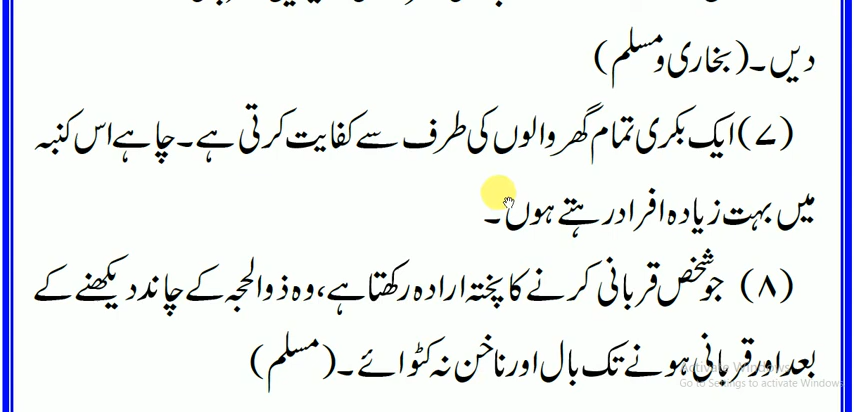 دیں۔(بخاری ومسلم)
(۷) ایک بکری تمام گھر والوں کی طرف سے کفایت کرتی ہے۔ چاہے اس کنبہ
میں بہت زیادہ افراد رہتے ہوں۔
(۸) جو شخص قربانی کرنے کا پختہ ارادہ رکھتا ہے، وہ ذوالحجہ کے چاند دیکھنے کے
بعد اور قربانی ہونے تک بال اور ناخن نہ کٹوائے۔ (مسلم)
Activate Windows
Go to Settings to activate Windows